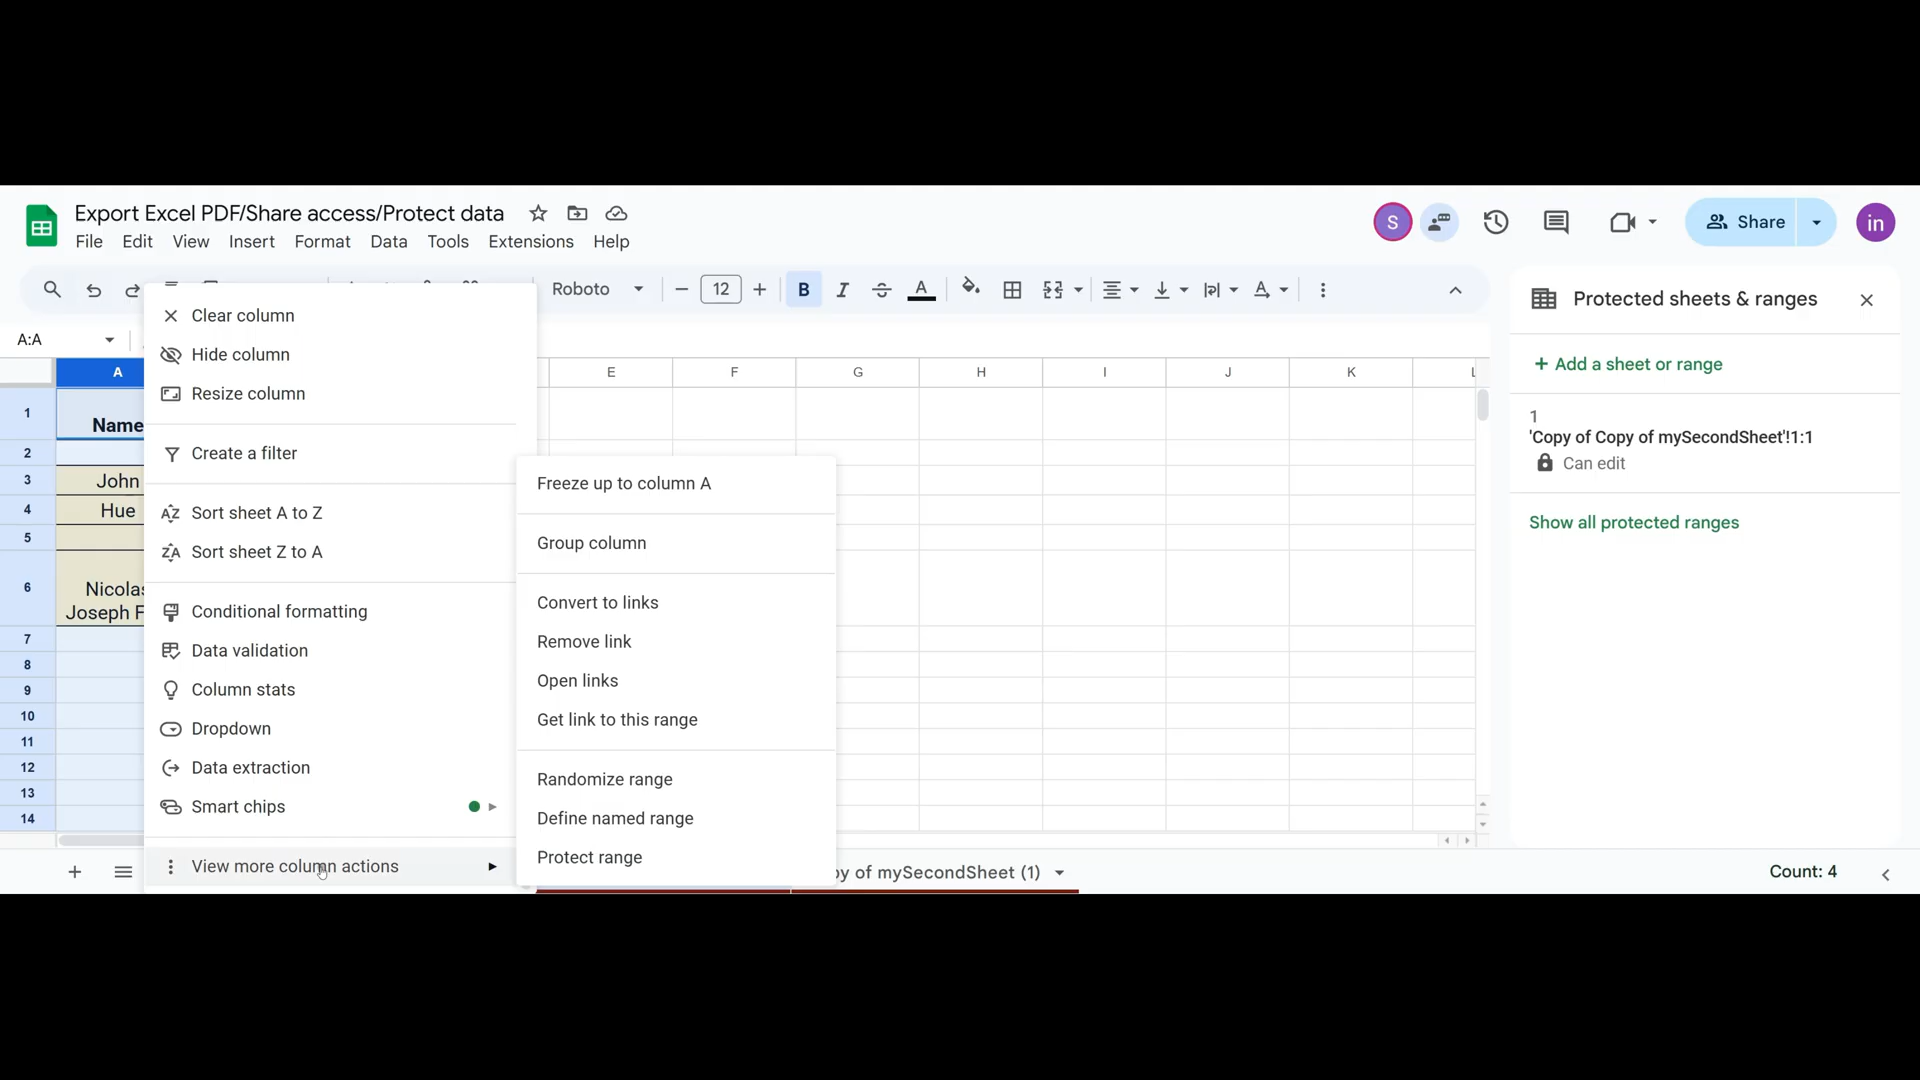 Export Excel PDF/Share access/Protect data
S
Share
in
File Edit View Insert Format Data Tools Extensions Help
Roboto
12
B
A
A
A:A
A E F G H I J K
1 Name
2
3 John
4 Hue
5
6 Nicolas
Joseph F
7
8
9
10
11
12
13
14
Clear column
Hide column
Resize column
Create a filter
Sort sheet A to Z
Sort sheet Z to A
Conditional formatting
Data validation
Column stats
Dropdown
Data extraction
Smart chips
View more column actions
Freeze up to column A
Group column
Convert to links
Remove link
Open links
Get link to this range
Randomize range
Define named range
Protect range
Protected sheets & ranges
+ Add a sheet or range
1
'Copy of Copy of mySecondSheet'!1:1
Can edit
Show all protected ranges
py of mySecondSheet (1)
Count: 4